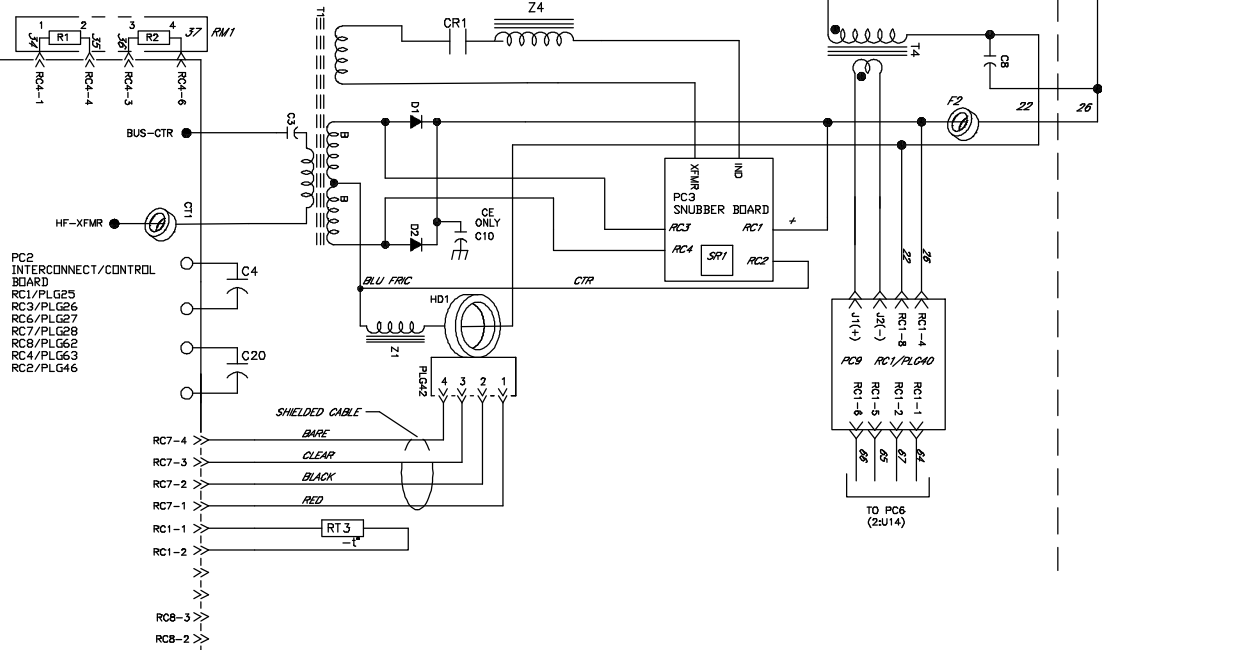 T1
Z4
CR1
1 2 3 4 37 RM1
R1 R2
34 35 36
T4
C8
RC4-1 RC4-4 RC4-3 RC4-6
F2
22 26
D1
BUS-CTR
C3
B
XFMR IND
PC3
SNUBBER BOARD
B
CT1
HF-XFMR
CE
ONLY
C10
D2
RC3 RC1 +
RC4 SR1 RC2
22 26
PC2
INTERCONNECT/CONTROL
BOARD
RC1/PLG25
RC3/PLG26
RC6/PLG27
RC7/PLG28
RC8/PLG62
RC4/PLG63
RC2/PLG46
C4
BLU FRIC CTR
HD1
Z1
J1(+) J2(-) RC1-8 RC1-4
PC9 RC1/PLG40
RC1-6 RC1-5 RC1-2 RC1-1
C20
PLG42
4 3 2 1
SHIELDED CABLE
RC7-4 BARE
RC7-3 CLEAR
RC7-2 BLACK
RC7-1 RED
66 65 67 64
TO PC6
(2:U14)
RC1-1 RT3
-t°
RC1-2
RC8-3
RC8-2